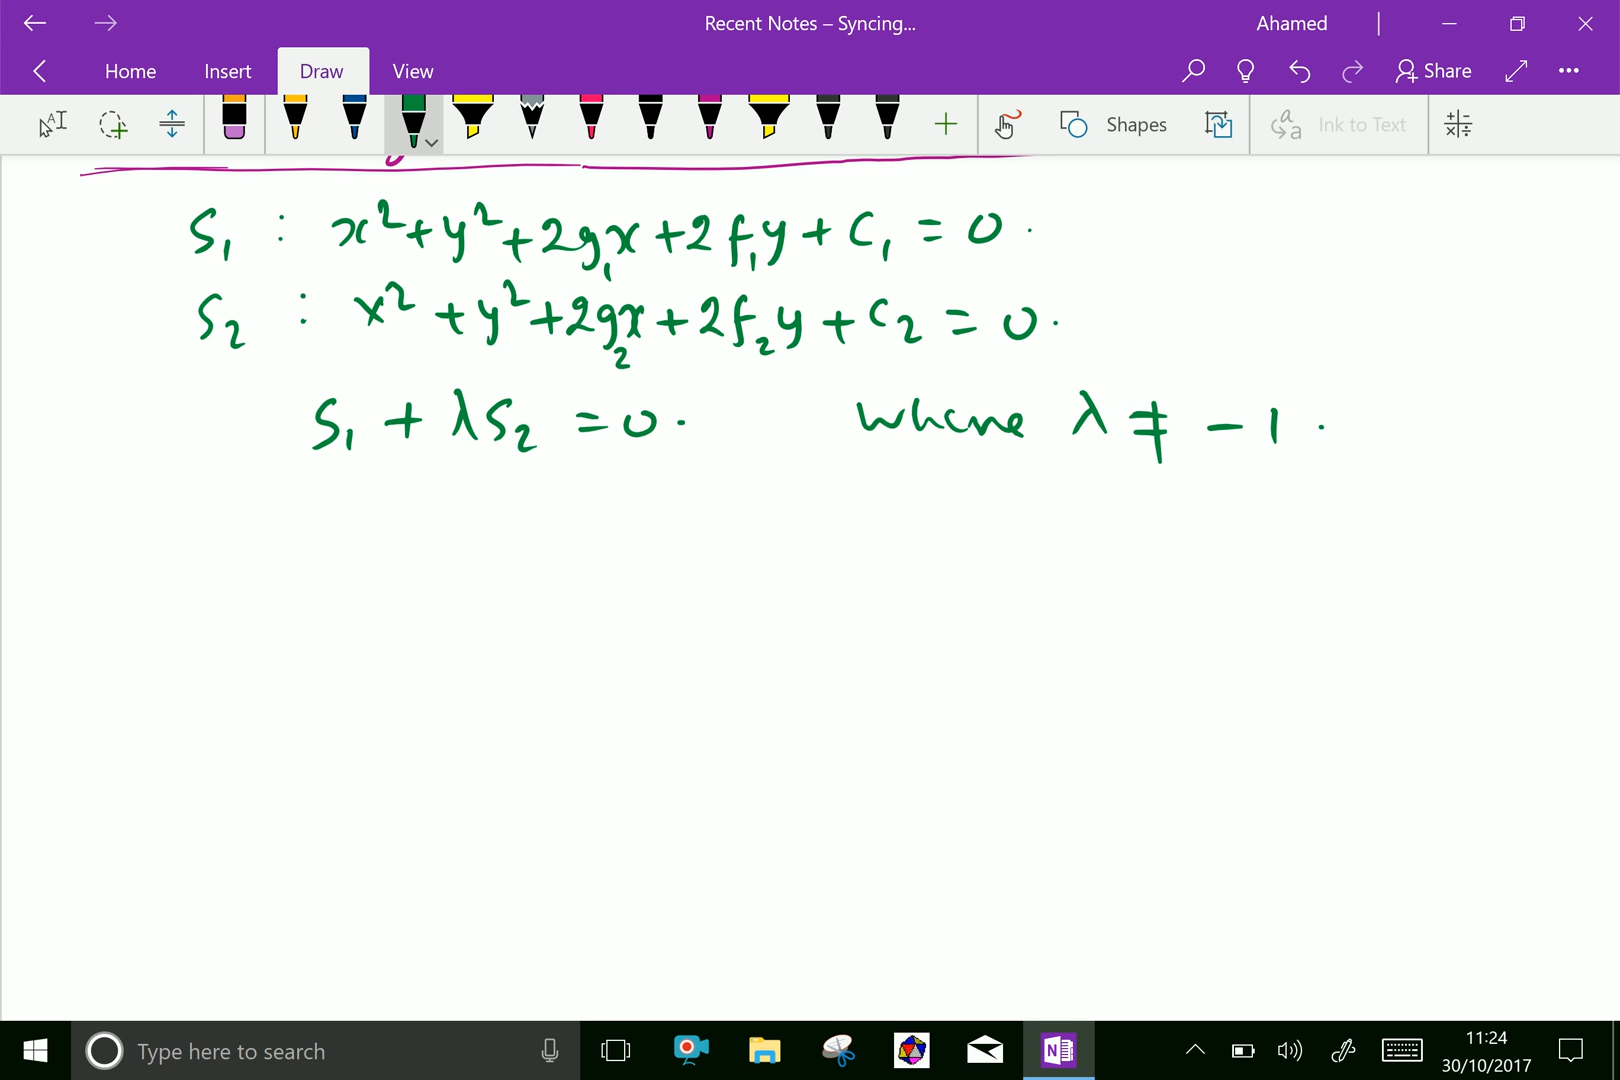 Recent Notes – Syncing... Ahamed
Home Insert Draw View Share
Shapes Ink to Text
S₁ : x² + y² + 2g₁x + 2f₁y + C₁ = 0.
S₂ : x² + y² + 2g₂x + 2f₂y + C₂ = 0.
S₁ + λS₂ = 0. where λ ≠ -1.
Type here to search
11:24
30/10/2017